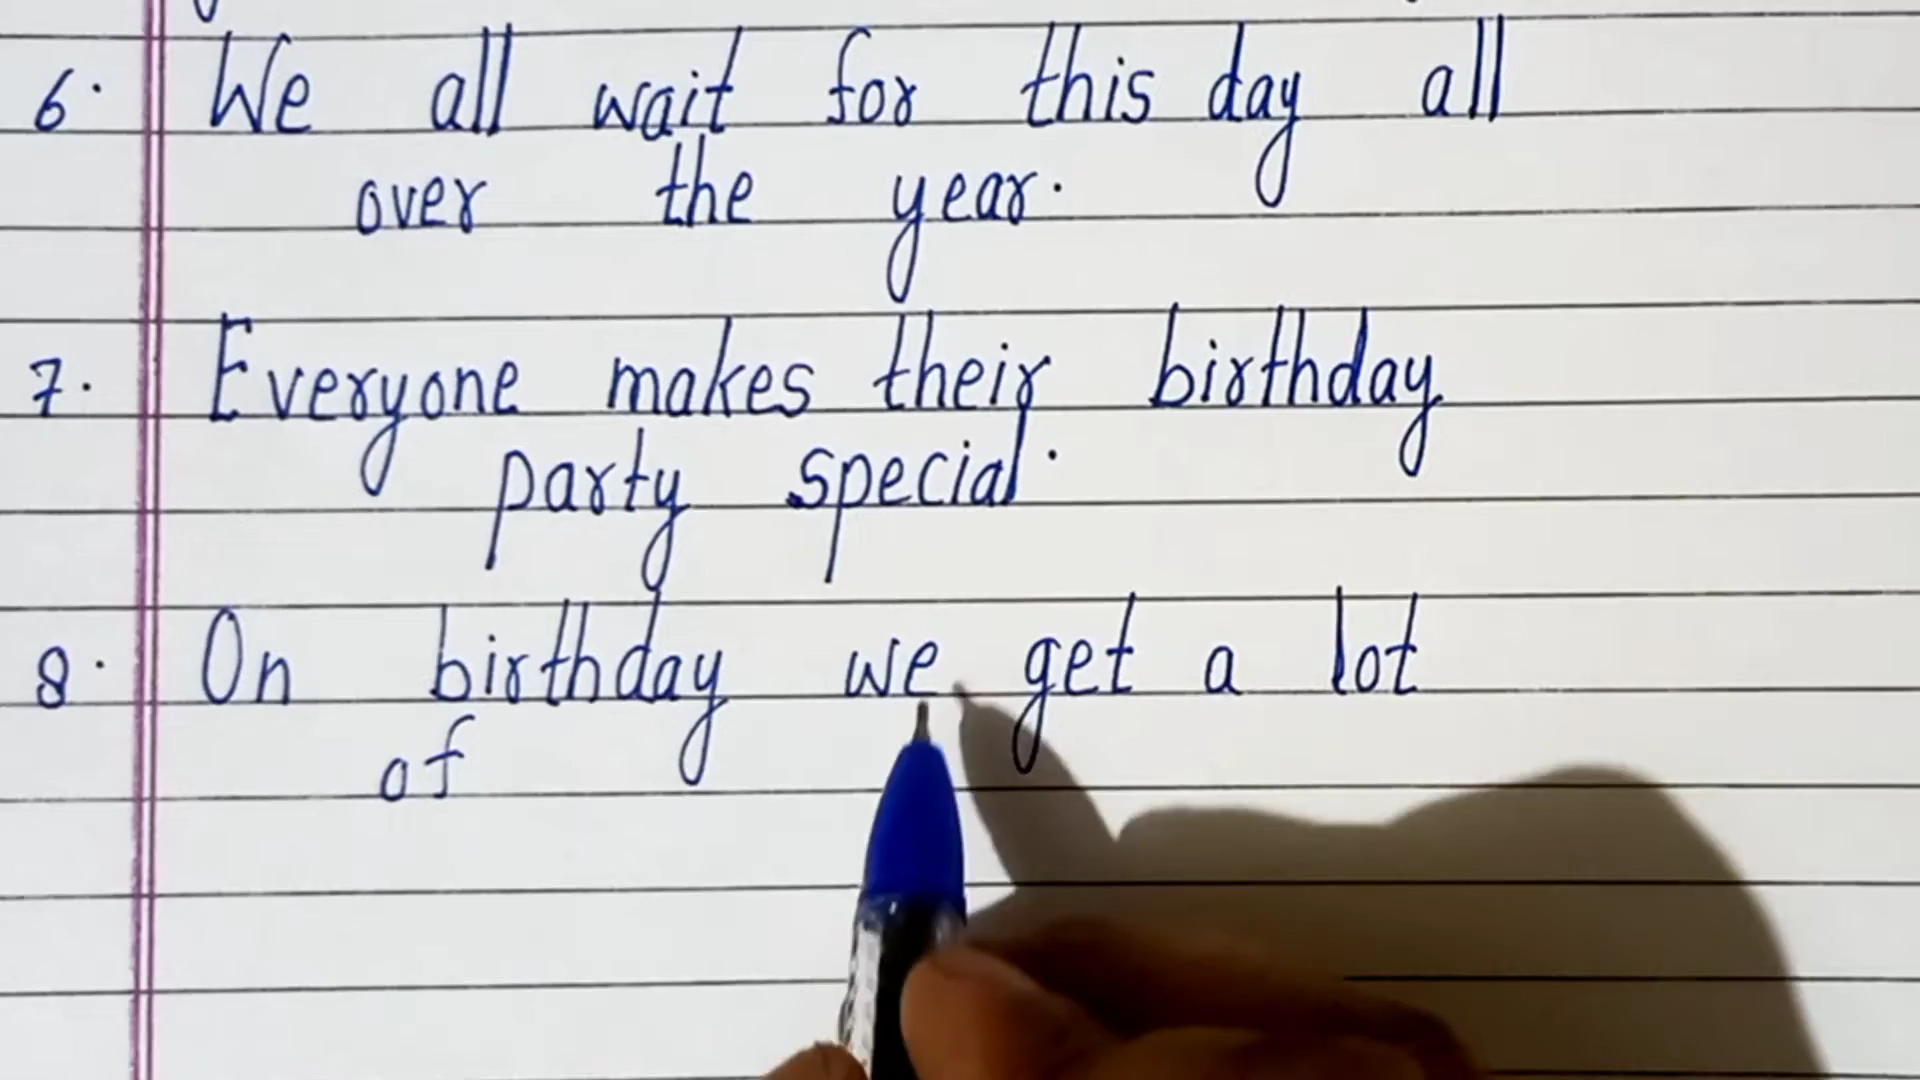 6. We all wait for this day all
over the year.
7. Everyone makes their birthday
party special.
8. On birthday we get a lot
of